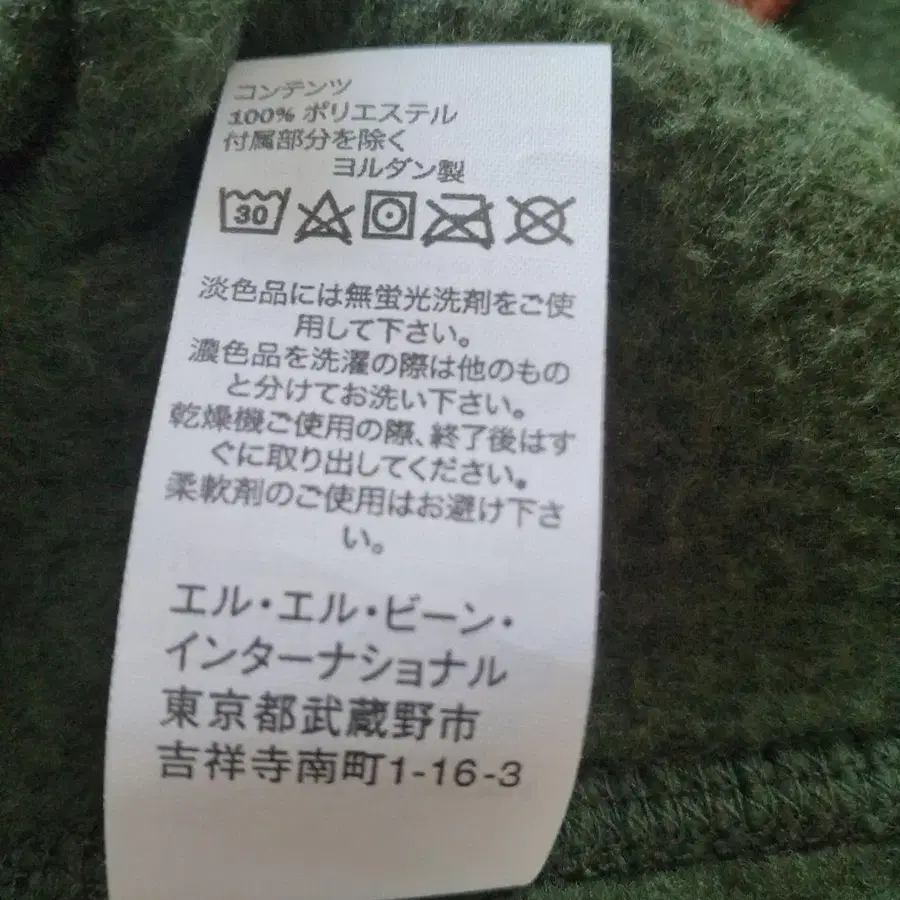 コンテンツ
100% ポリエステル
付属部分を除く
ヨルダン製
30
淡色品には無蛍光洗剤をご使
用して下さい。
濃色品を洗濯の際は他のもの
と分けてお洗い下さい。
乾燥機ご使用の際、終了後はす
ぐに取り出してください。
柔軟剤のご使用はお避け下さ
い。
エル・エル・ビーン・
インターナショナル
東京都武蔵野市
吉祥寺南町1-16-3